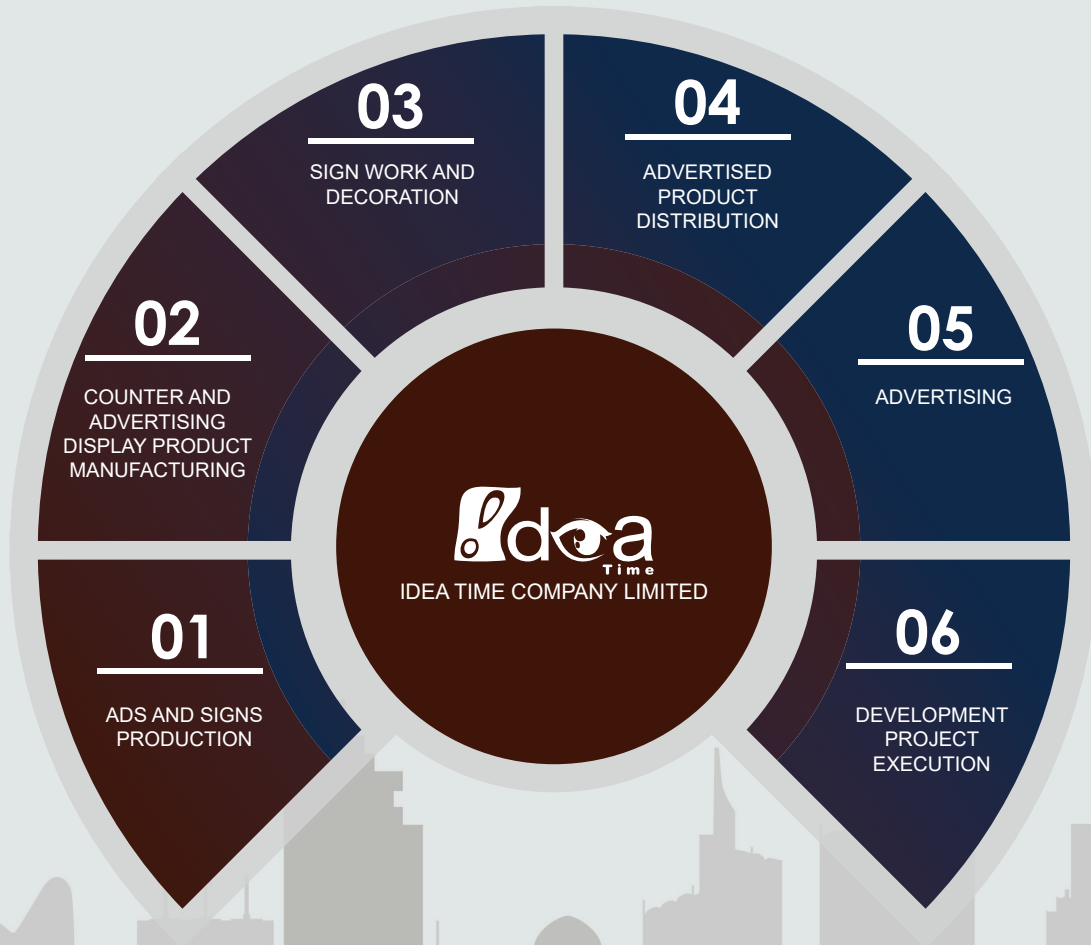 01
ADS AND SIGNS
PRODUCTION
02
COUNTER AND
ADVERTISING
DISPLAY PRODUCT
MANUFACTURING
03
SIGN WORK AND
DECORATION
04
ADVERTISED
PRODUCT
DISTRIBUTION
05
ADVERTISING
06
DEVELOPMENT
PROJECT
EXECUTION
Idea
Time
IDEA TIME COMPANY LIMITED